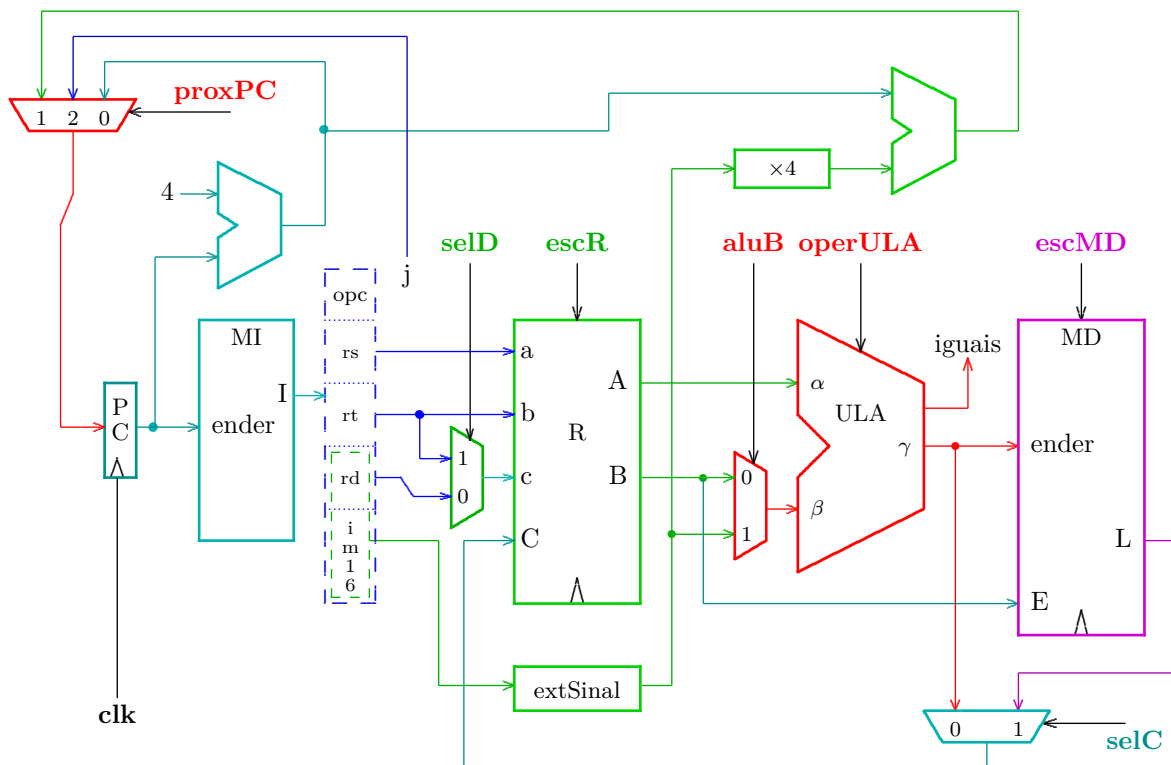 proxPC
1 2 0
×4
4
selD
escR
aluB
operULA
escMD
j
opc
MI
MD
iguais
rs
a
I
A
α
P
C
ender
rt
b
R
ULA
γ
ender
1
c
B
0
rd
0
β
i
m
1
6
C
1
L
E
extSinal
clk
0 1
selC